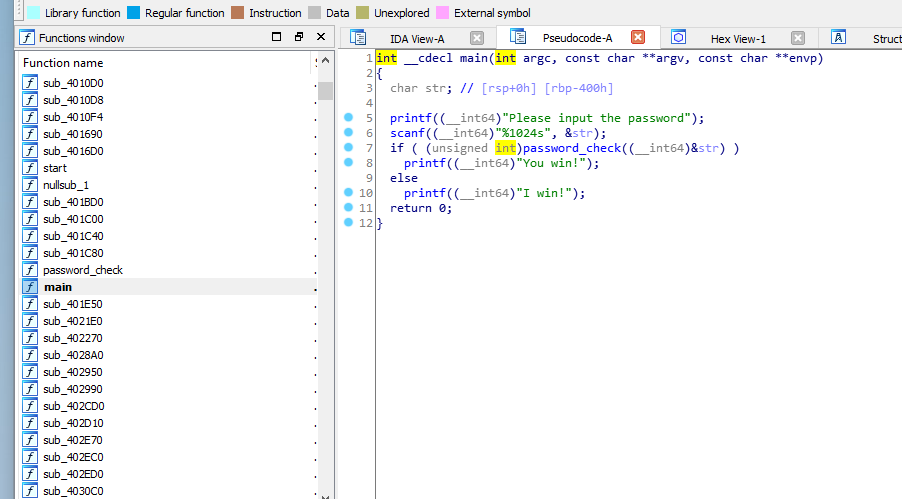 Library function Regular function Instruction Data Unexplored External symbol
Functions window
IDA View-A Pseudocode-A Hex View-1 Struct
Function name
sub_4010D0
sub_4010D8
sub_4010F4
sub_401690
sub_4016D0
start
nullsub_1
sub_401BD0
sub_401C00
sub_401C40
sub_401C80
password_check
main
sub_401E50
sub_4021E0
sub_402270
sub_4028A0
sub_402950
sub_402990
sub_402CD0
sub_402D10
sub_402E70
sub_402EC0
sub_402ED0
sub_4030C0
1 int __cdecl main(int argc, const char **argv, const char **envp)
2 {
3 char str; // [rsp+0h] [rbp-400h]
4
5 printf((__int64)"Please input the password");
6 scanf((__int64)"%1024s", &str);
7 if ( (unsigned int)password_check((__int64)&str) )
8 printf((__int64)"You win!");
9 else
10 printf((__int64)"I win!");
11 return 0;
12 }